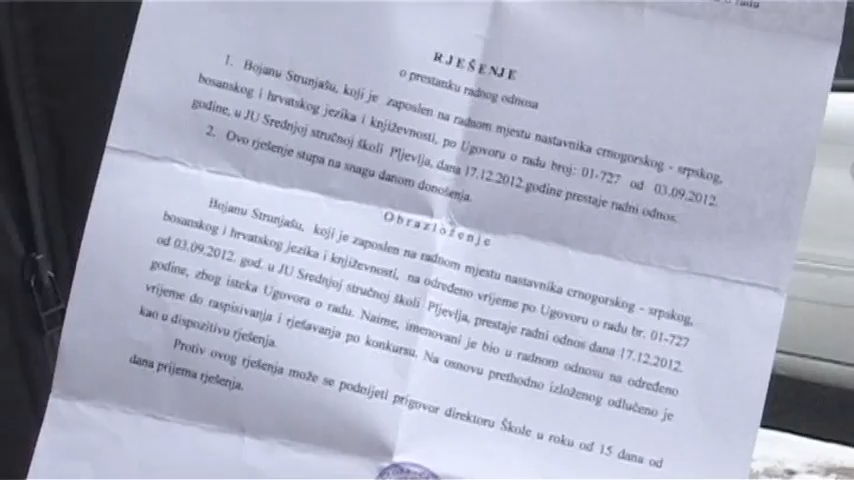 o radu
RJEŠENJE
o prestanku radnog odnosa
1. Bojanu Strunjašu, koji je zaposlen na radnom mjestu nastavnika crnogorskog - srpskog,
bosanskog i hrvatskog jezika i književnosti, po Ugovoru o radu broj: 01-727 od 03.09.2012.
godine, u JU Srednjoj stručnoj školi Pljevlja, dana 17.12.2012.godine prestaje radni odnos.
2. Ovo rješenje stupa na snagu danom donošenja.
Obrazloženje
Bojanu Strunjašu, koji je zaposlen na radnom mjestu nastavnika crnogorskog - srpskog,
bosanskog i hrvatskog jezika i književnosti, na određeno vrijeme po Ugovoru o radu br. 01-727
od 03.09.2012. god. u JU Srednjoj stručnoj školi Pljevlja, prestaje radni odnos dana 17.12.2012.
godine, zbog isteka Ugovora o radu. Naime, imenovani je bio u radnom odnosu na određeno
vrijeme do raspisivanja i rješavanja po konkursu. Na osnovu prethodno izloženog odlučeno je
kao u dispozitivu rješenja.
Protiv ovog rješenja može se podnijeti prigovor direktoru Škole u roku od 15 dana od
dana prijema rješenja.